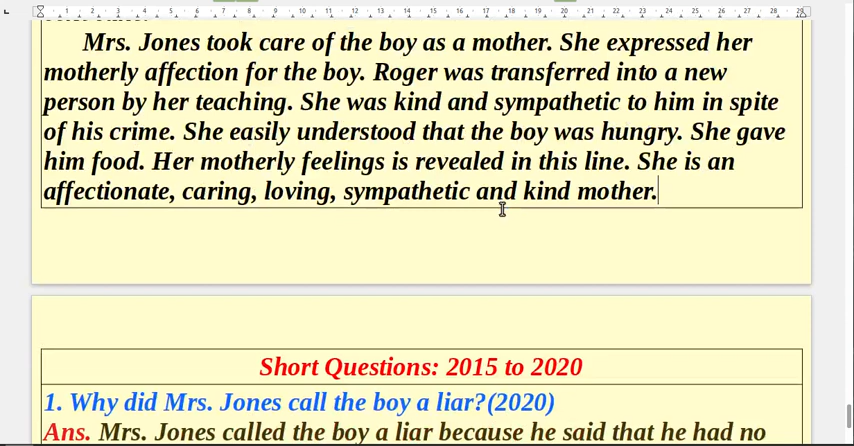 Mrs. Jones took care of the boy as a mother. She expressed her
motherly affection for the boy. Roger was transferred into a new
person by her teaching. She was kind and sympathetic to him in spite
of his crime. She easily understood that the boy was hungry. She gave
him food. Her motherly feelings is revealed in this line. She is an
affectionate, caring, loving, sympathetic and kind mother.
Short Questions: 2015 to 2020
1. Why did Mrs. Jones call the boy a liar?(2020)
Ans. Mrs. Jones called the boy a liar because he said that he had no